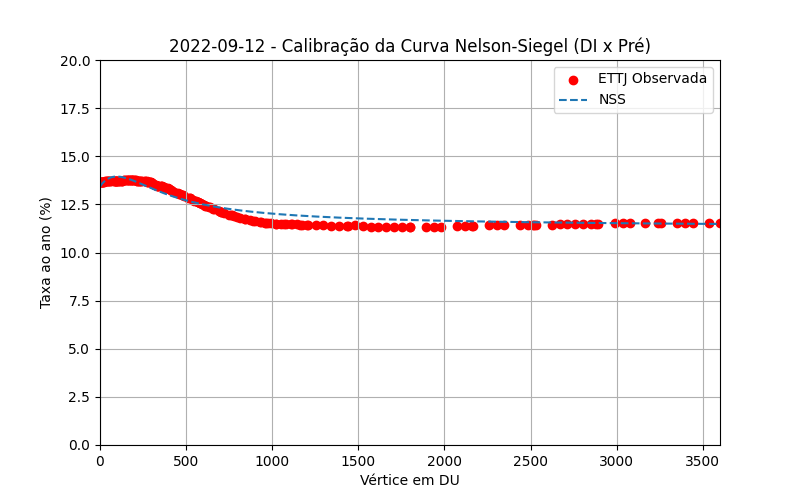 2022-09-12 - Calibração da Curva Nelson-Siegel (DI x Pré)
ETTJ Observada
NSS
Taxa ao ano (%)
20.0
17.5
15.0
12.5
10.0
7.5
5.0
2.5
0.0
0 500 1000 1500 2000 2500 3000 3500
Vértice em DU